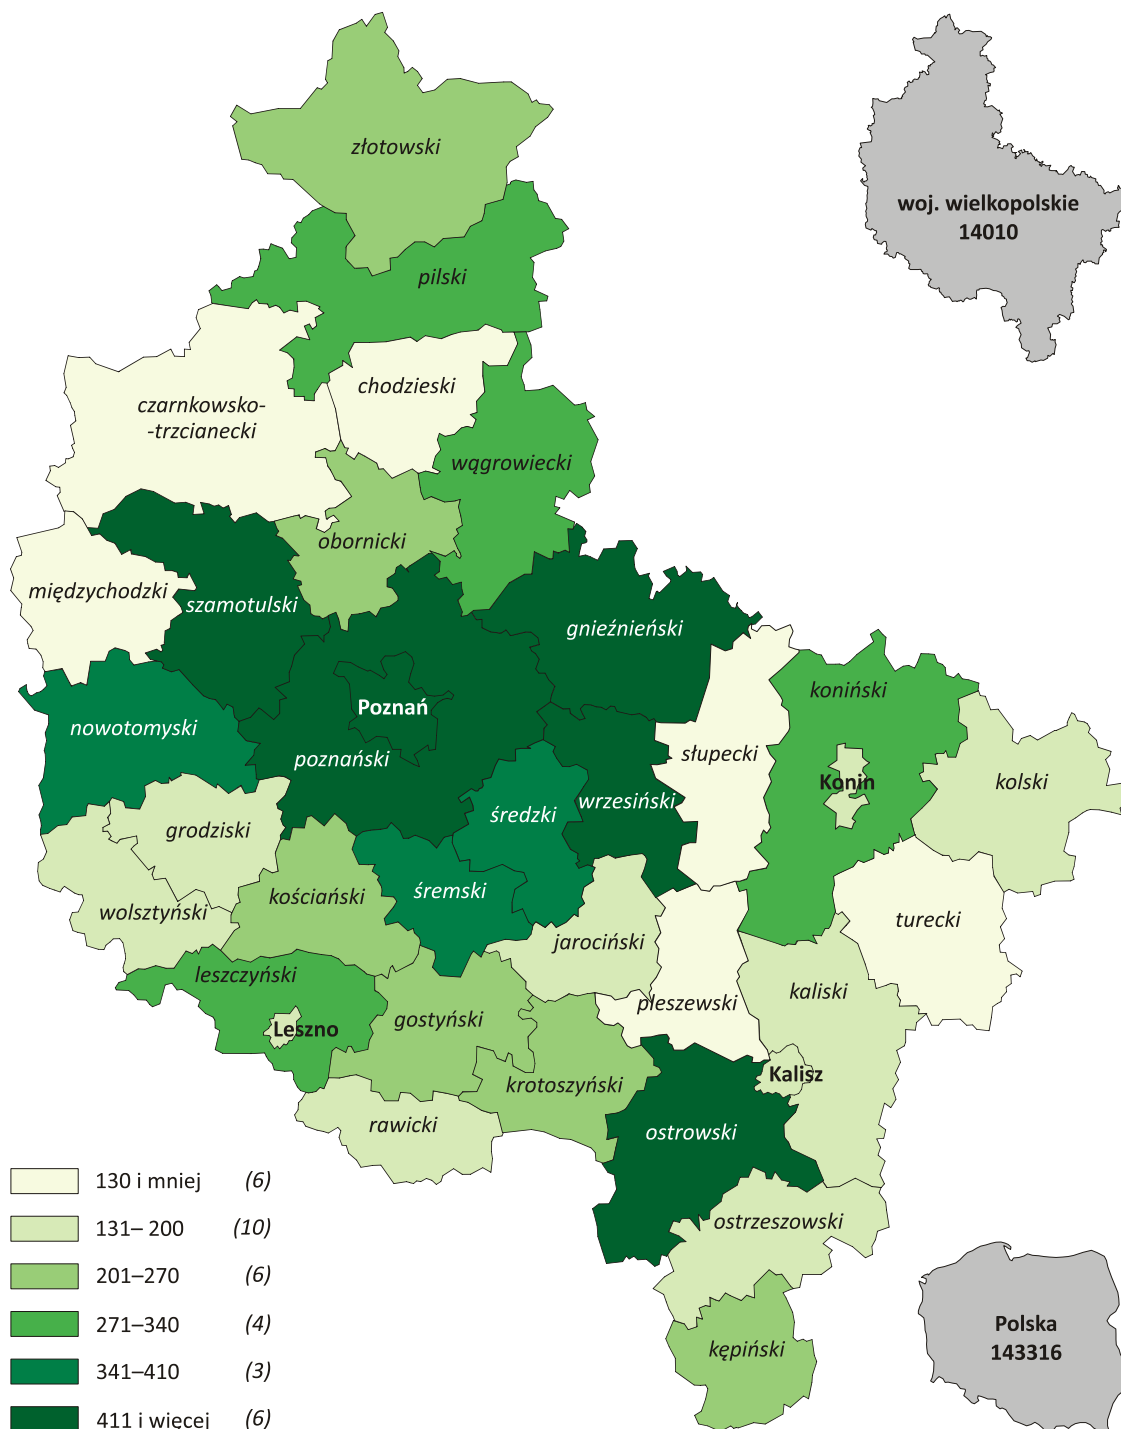 złotowski
woj. wielkopolskie
14010
pilski
chodzieski
czarnkowsko-
-trzcianecki
wągrowiecki
obornicki
międzychodzki
szamotulski
gnieźnieński
koniński
Poznań
nowotomyski
poznański
słupecki
Konin
kolski
wrzesiński
średzki
grodziski
kościański
śremski
wolsztyński
turecki
jarociński
leszczyński
kaliski
pleszewski
gostyński
Leszno
Kalisz
krotoszyński
rawicki
ostrowski
130 i mniej (6)
131– 200 (10)
ostrzeszowski
201–270 (6)
271–340 (4)
Polska
143316
kępiński
341–410 (3)
411 i więcej (6)